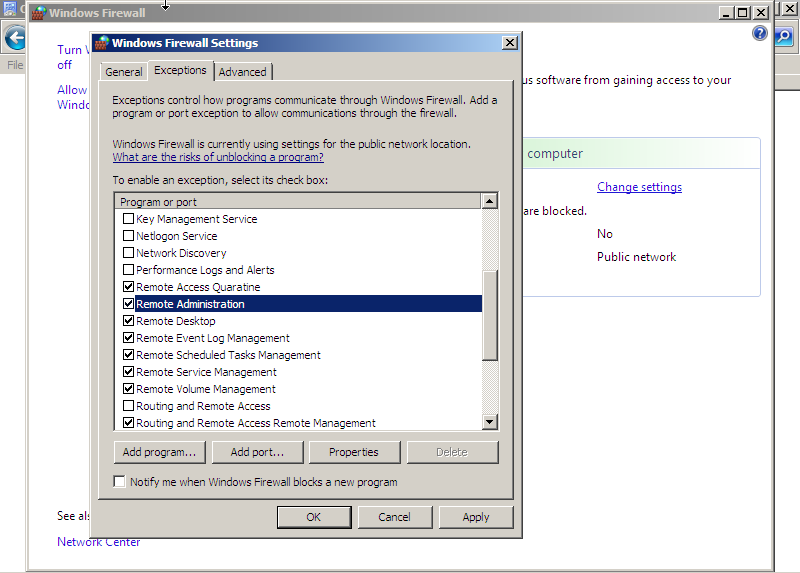 Windows Firewall
File
Turn
off
Allow
Windo
us software from gaining access to your
computer
Change settings
are blocked.
No
Public network
See als
Network Center
Windows Firewall Settings
General
Exceptions
Advanced
Exceptions control how programs communicate through Windows Firewall. Add a
program or port exception to allow communications through the firewall.
Windows Firewall is currently using settings for the public network location.
What are the risks of unblocking a program?
To enable an exception, select its check box:
Program or port
Key Management Service
Netlogon Service
Network Discovery
Performance Logs and Alerts
Remote Access Quaratine
Remote Administration
Remote Desktop
Remote Event Log Management
Remote Scheduled Tasks Management
Remote Service Management
Remote Volume Management
Routing and Remote Access
Routing and Remote Access Remote Management
Add program...
Add port...
Properties
Delete
Notify me when Windows Firewall blocks a new program
OK
Cancel
Apply